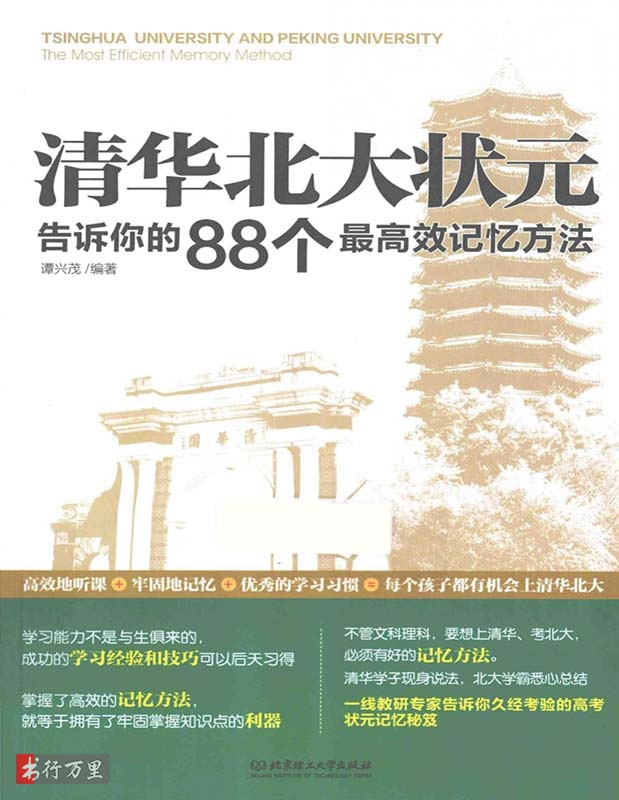 TSINGHUA UNIVERSITY AND PEKING UNIVERSITY
The Most Efficient Memory Method
清华北大状元
告诉你的88个最高效记忆方法
谭兴茂/编著
園華清
高效地听课+牢固地记忆+优秀的学习习惯=每个孩子都有机会上清华北大
学习能力不是与生俱来的,
成功的学习经验和技巧可以后天习得
掌握了高效的记忆方法,
就等于拥有了牢固掌握知识点的利器
不管文科理科,要想上清华、考北大,
必须有好的记忆方法。
清华学子现身说法,北大学霸悉心总结
一线教研专家告诉你久经考验的高考
状元记忆秘笈
北京理工大学出版社
BEIJING INSTITUTE OF TECHNOLOGY PRESS
书行万里